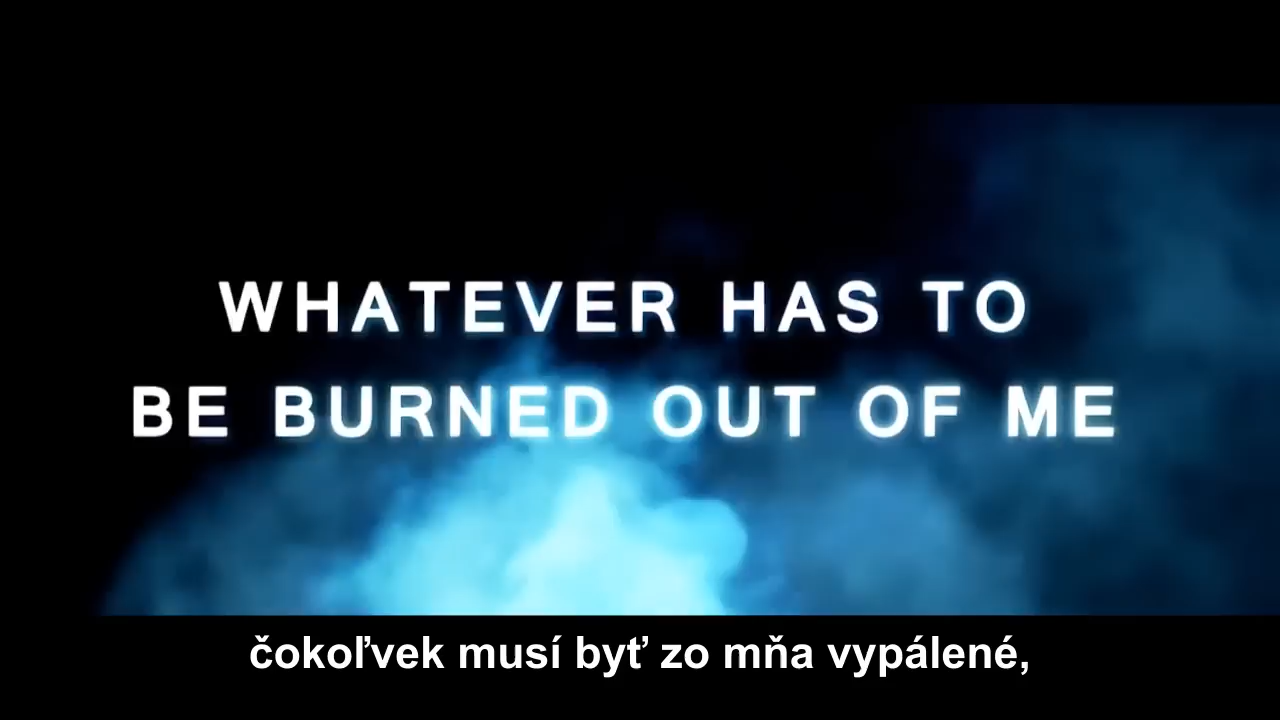 WHATEVER HAS TO
BE BURNED OUT OF ME
čokoľvek musí byť zo mňa vypálené,